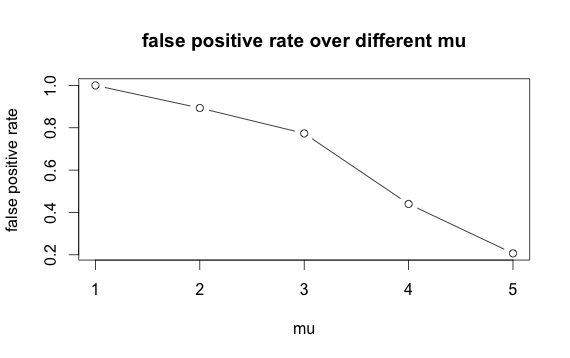 false positive rate over different mu
false positive rate
1.0
0.8
0.6
0.4
0.2
1 2 3 4 5
mu